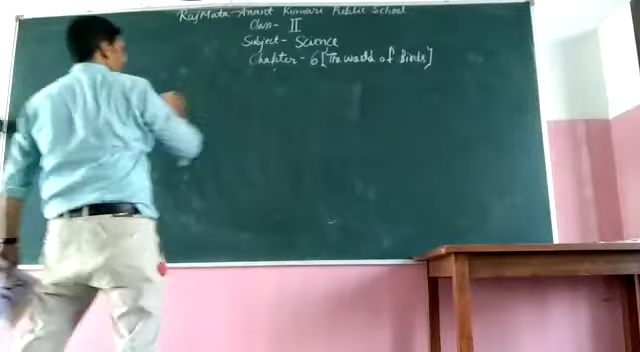 RajMata Anant Kumari Public School
Class- II
Subject- Science
Chapter - 6 [The world of Birds]